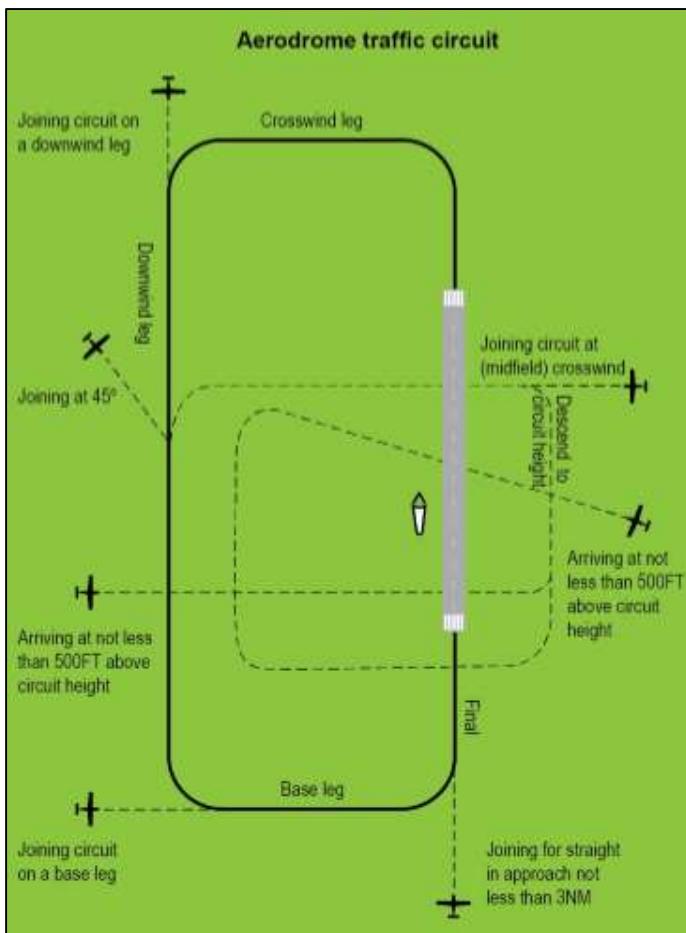 Aerodrome traffic circuit
Joining circuit on
a downwind leg
Crosswind leg
Downwind leg
Joining at 45º
Joining circuit at
(midfield) crosswind
Descend to
circuit height
Arriving at not
less than 500FT
above circuit
height
Arriving at not less
than 500FT above
circuit height
Final
Base leg
Joining circuit
on a base leg
Joining for straight
in approach not
less than 3NM